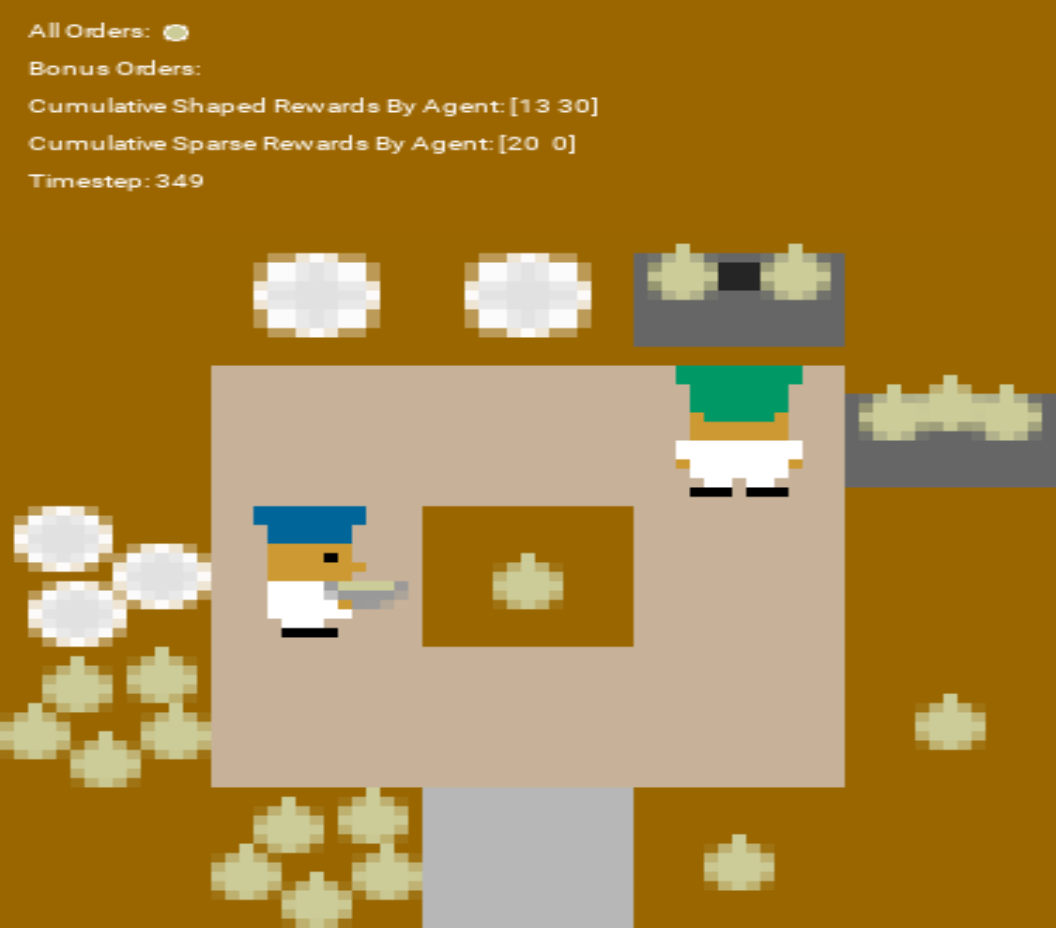 All Orders:
Bonus Orders:
Cumulative Shaped Rewards By Agent: [13 30]
Cumulative Sparse Rewards By Agent: [20  0]
Timestep: 349